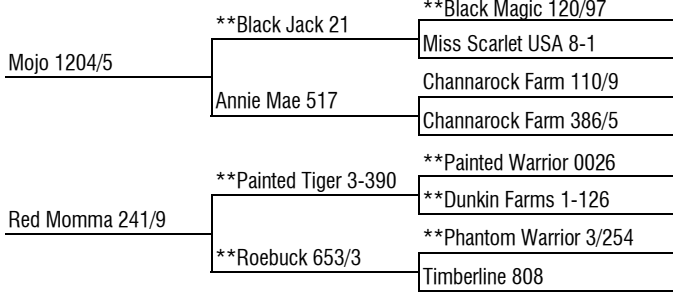 **Black Magic 120/97
**Black Jack 21
Miss Scarlet USA 8-1
Mojo 1204/5
Channarock Farm 110/9
Annie Mae 517
Channarock Farm 386/5
**Painted Warrior 0026
**Painted Tiger 3-390
**Dunkin Farms 1-126
Red Momma 241/9
**Phantom Warrior 3/254
**Roebuck 653/3
Timberline 808